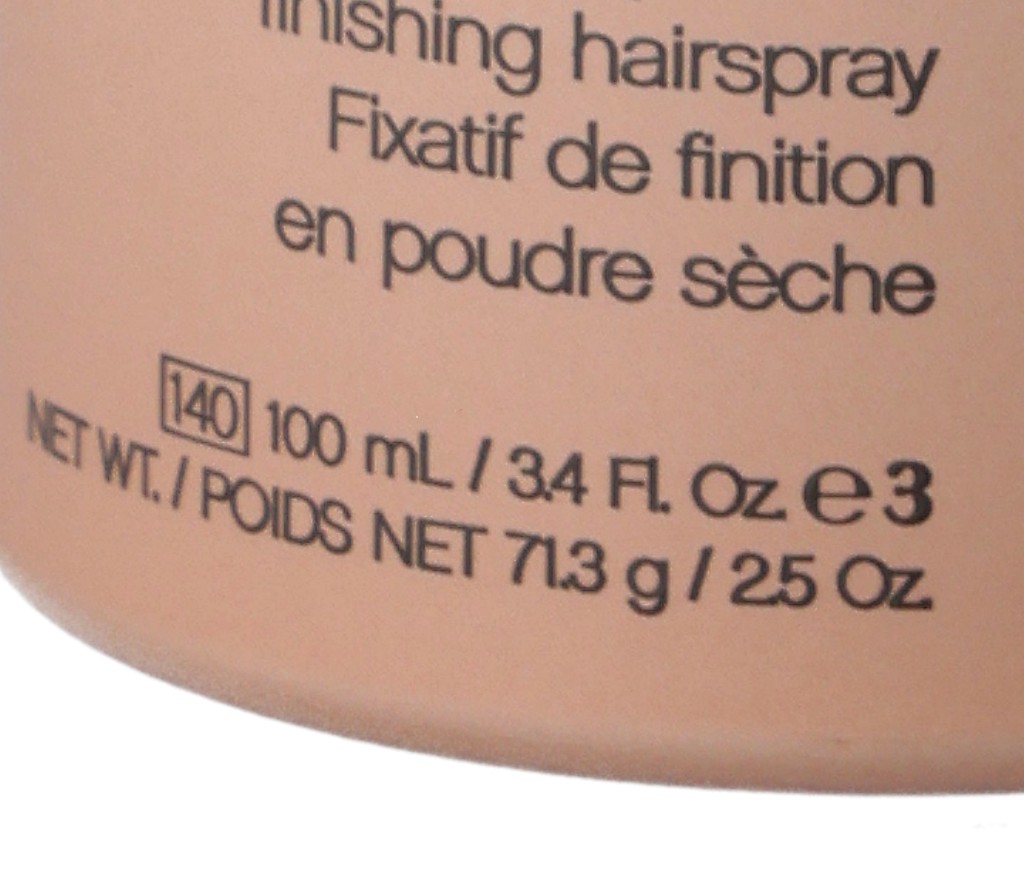 finishing hairspray
Fixatif de finition
en poudre sèche
140 100 mL / 3.4 Fl. Oz. e 3
NET WT. / POIDS NET 71.3 g / 2.5 Oz.